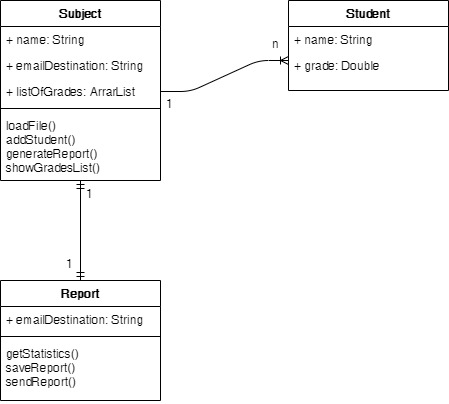 Subject
+ name: String
+ emailDestination: String
+ listOfGrades: ArrarList
loadFile()
addStudent()
generateReport()
showGradesList()
Student
+ name: String
+ grade: Double
n
1
1
1
Report
+ emailDestination: String
getStatistics()
saveReport()
sendReport()